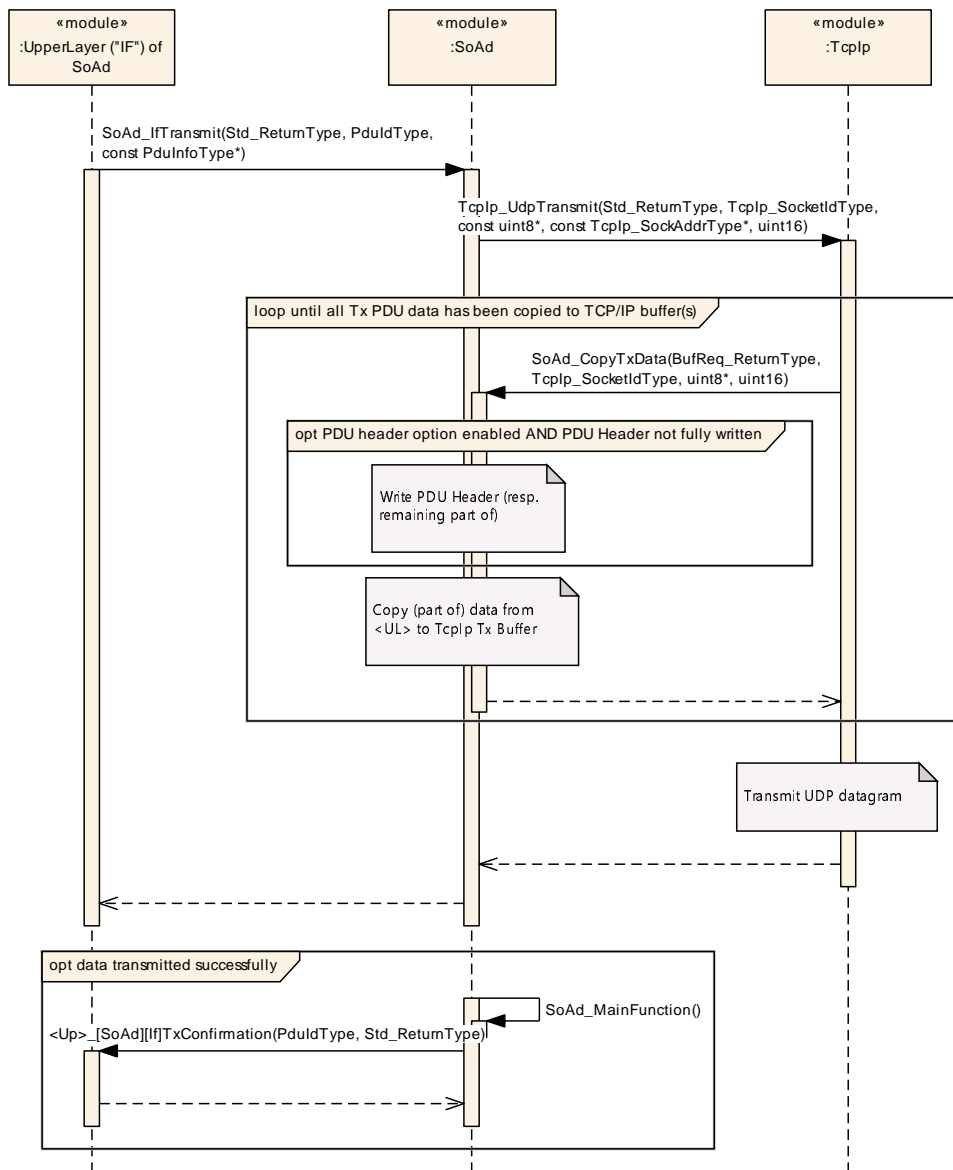 «module»
:UpperLayer ("IF") of
SoAd
«module»
:SoAd
«module»
:TcpIp
SoAd_IfTransmit(Std_ReturnType, PduIdType,
const PduInfoType*)
TcpIp_UdpTransmit(Std_ReturnType, TcpIp_SocketIdType,
const uint8*, const TcpIp_SockAddrType*, uint16)
loop until all Tx PDU data has been copied to TCP/IP buffer(s)
SoAd_CopyTxData(BufReq_ReturnType,
TcpIp_SocketIdType, uint8*, uint16)
opt PDU header option enabled AND PDU Header not fully written
Write PDU Header (resp.
remaining part of)
Copy (part of) data from
<UL> to TcpIp Tx Buffer
Transmit UDP datagram
opt data transmitted successfully
SoAd_MainFunction()
<Up>_[SoAd][If]TxConfirmation(PduIdType, Std_ReturnType)